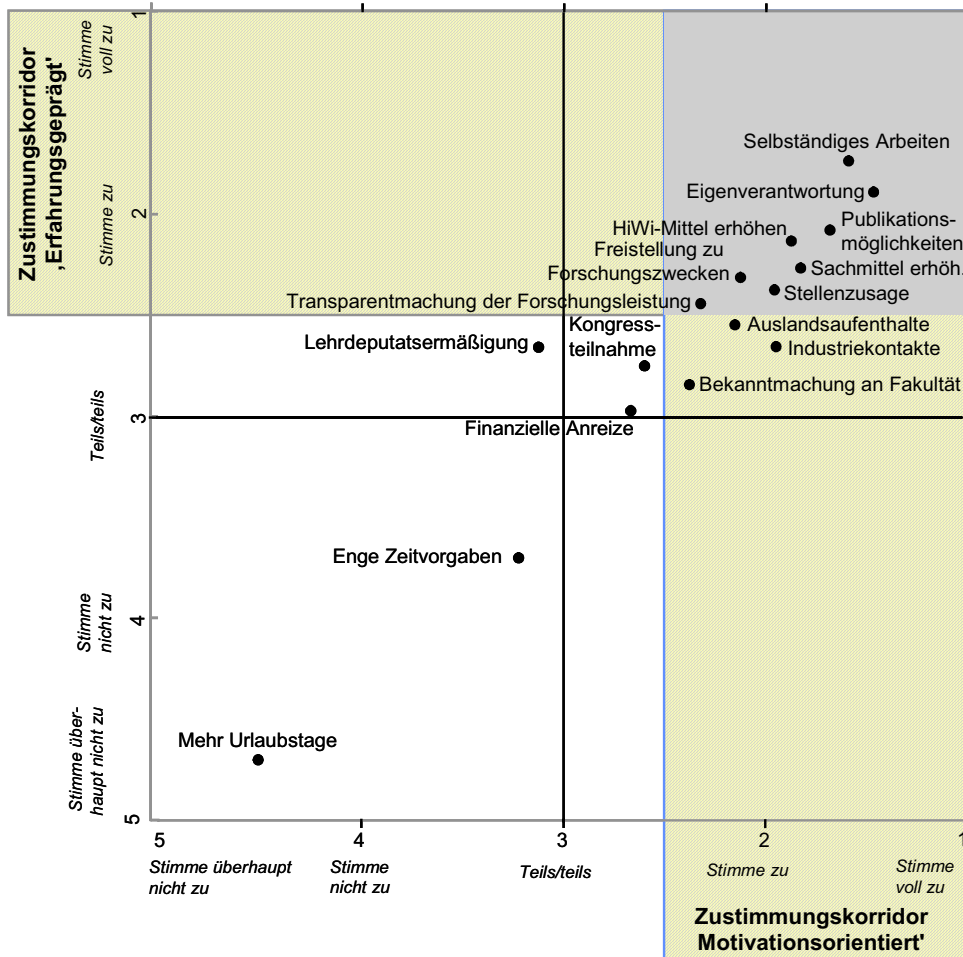 Zustimmungskorridor
‚Erfahrungsgeprägt'
Stimme
voll zu
1
Stimme zu
2
Teils/teils
3
Stimme
nicht zu
4
Stimme über-
haupt nicht zu
5
Selbständiges Arbeiten
Eigenverantwortung
Publikations-
möglichkeiten
HiWi-Mittel erhöhen
Freistellung zu
Forschungszwecken
Sachmittel erhöh.
Stellenzusage
Transparentmachung der Forschungsleistung
Auslandsaufenthalte
Kongress-
teilnahme
Lehrdeputatsermäßigung
Industriekontakte
Bekanntmachung an Fakultät
Finanzielle Anreize
Enge Zeitvorgaben
Mehr Urlaubstage
5 4 3 2 1
Stimme überhaupt
nicht zu
Stimme
nicht zu
Teils/teils
Stimme zu
Stimme
voll zu
Zustimmungskorridor
Motivationsorientiert'